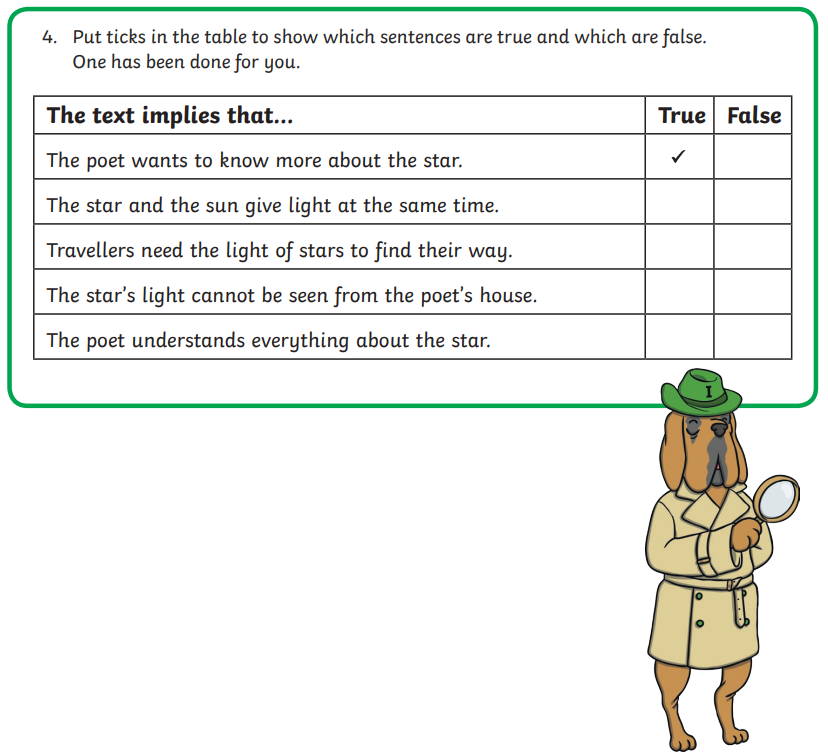 4. Put ticks in the table to show which sentences are true and which are false.
One has been done for you.
The text implies that... True False
The poet wants to know more about the star. ✓
The star and the sun give light at the same time.
Travellers need the light of stars to find their way.
The star's light cannot be seen from the poet's house.
The poet understands everything about the star.
I